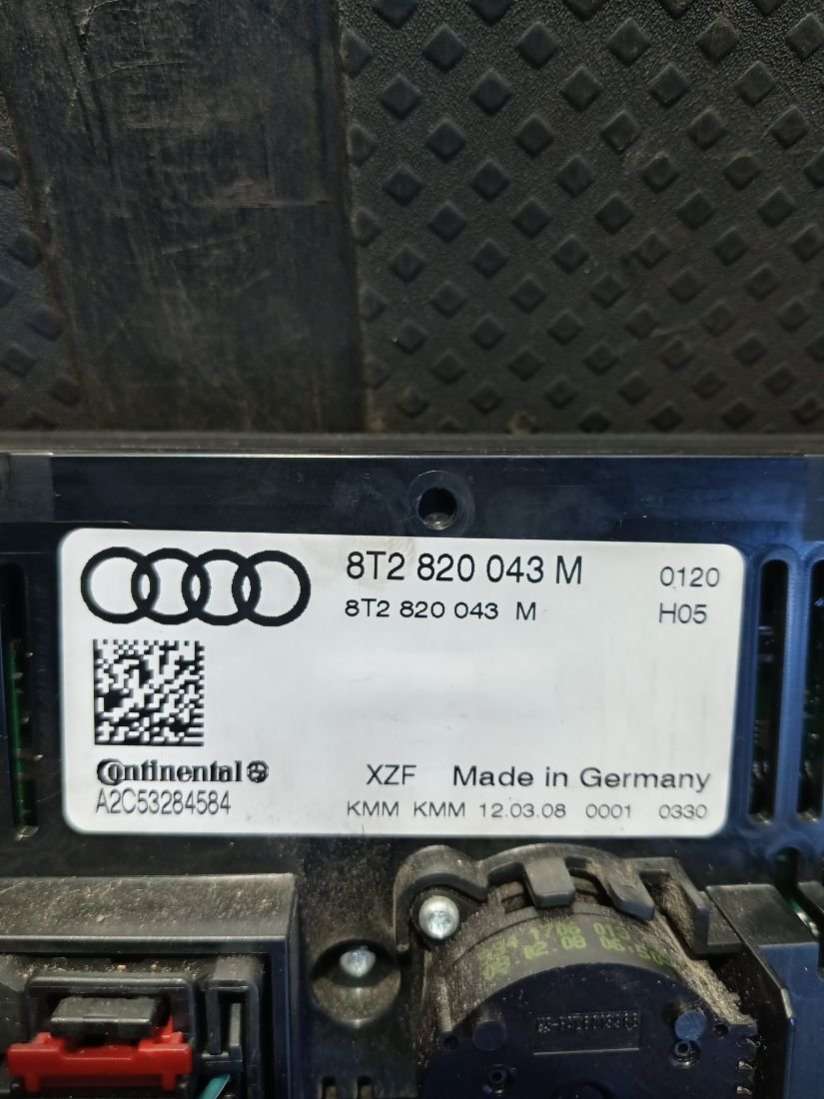 8T2 820 043 M 0120
8T2 820 043 M H05
Continental
XZF Made in Germany
A2C53284584
KMM KMM 12.03.08 0001 0330